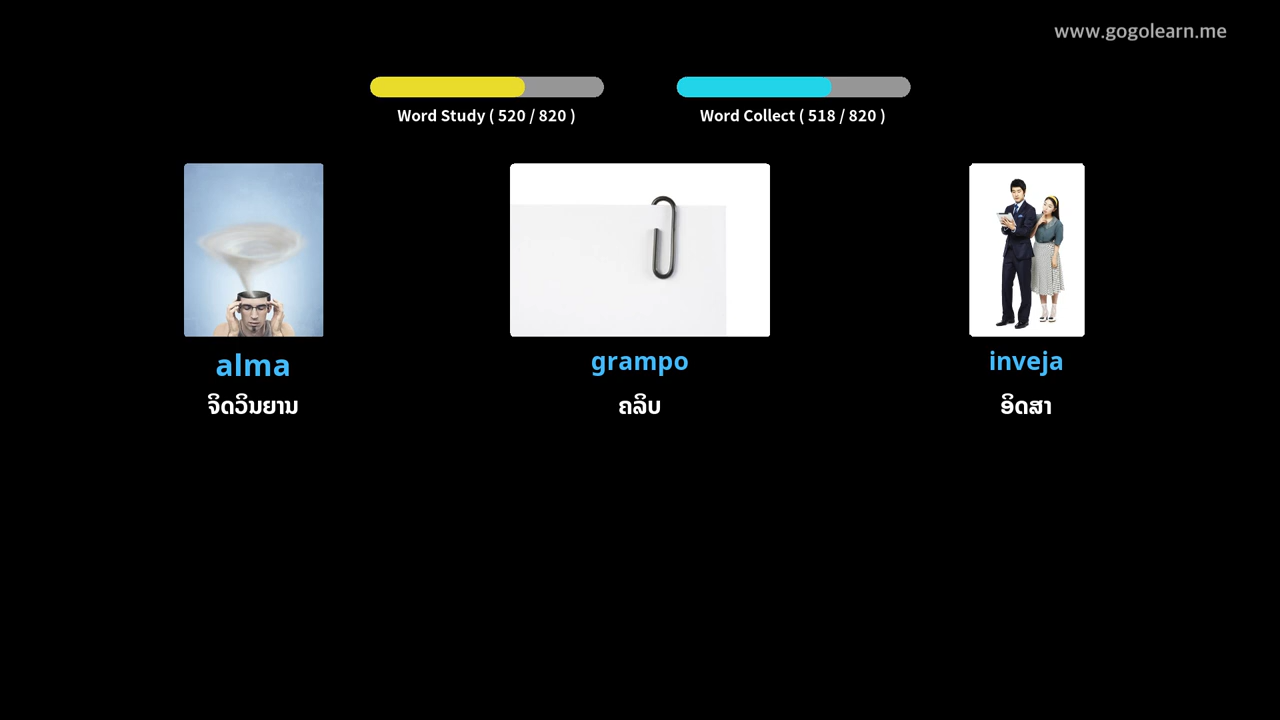 www.gogolearn.me
Word Study ( 520 / 820 )
Word Collect ( 518 / 820 )
alma
grampo
inveja
ຈິດວິນຍານ
ຄລິບ
ອິດສາ